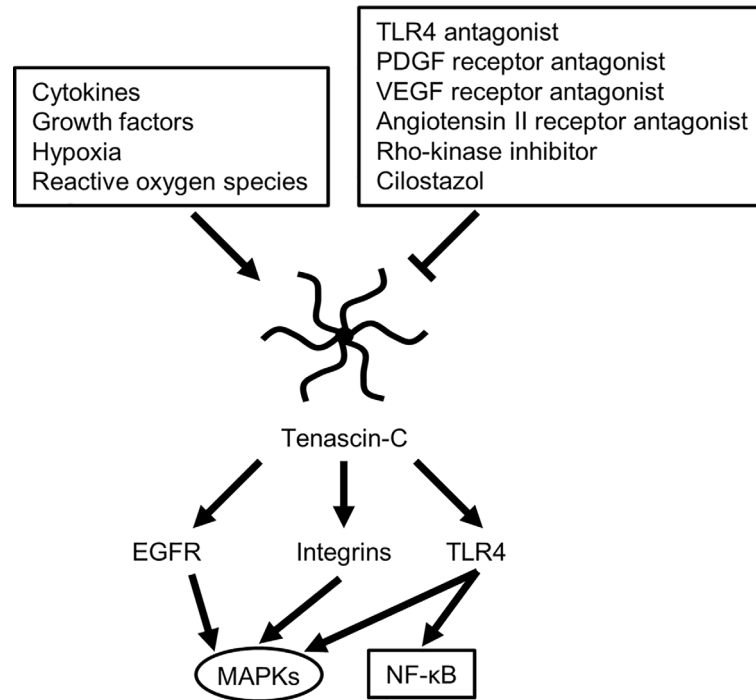 Cytokines
Growth factors
Hypoxia
Reactive oxygen species
TLR4 antagonist
PDGF receptor antagonist
VEGF receptor antagonist
Angiotensin II receptor antagonist
Rho-kinase inhibitor
Cilostazol
Tenascin-C
EGFR
Integrins
TLR4
MAPKs
NF-κB